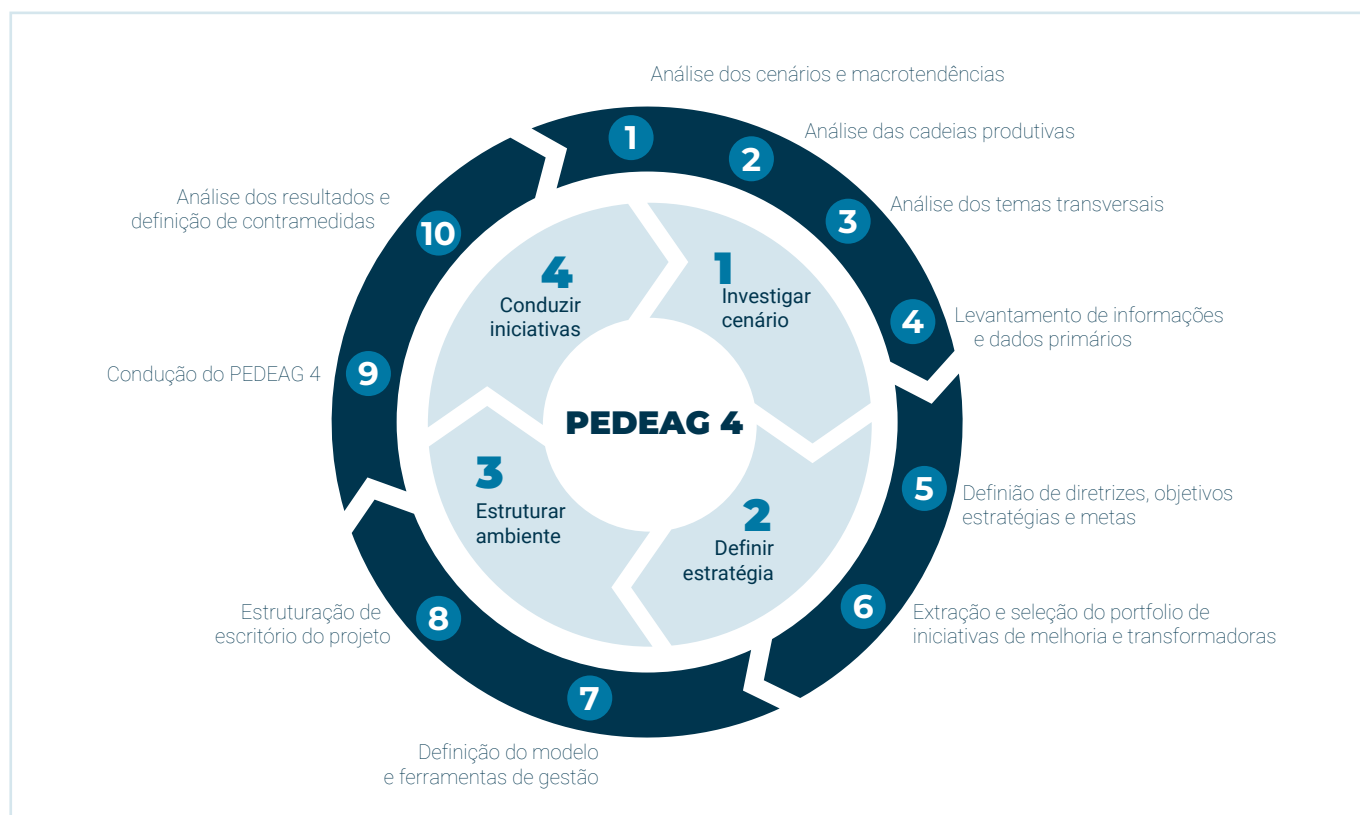 1
Análise dos cenários e macrotendências
2
Análise das cadeias produtivas
3
Análise dos temas transversais
4
Levantamento de informações
e dados primários
5
Definião de diretrizes, objetivos
estratégias e metas
6
Extração e seleção do portfolio de
iniciativas de melhoria e transformadoras
7
Definição do modelo
e ferramentas de gestão
8
Estruturação de
escritório do projeto
9
Condução do PEDEAG 4
10
Análise dos resultados e
definição de contramedidas
1
Investigar
cenário
2
Definir
estratégia
3
Estruturar
ambiente
4
Conduzir
iniciativas
PEDEAG 4